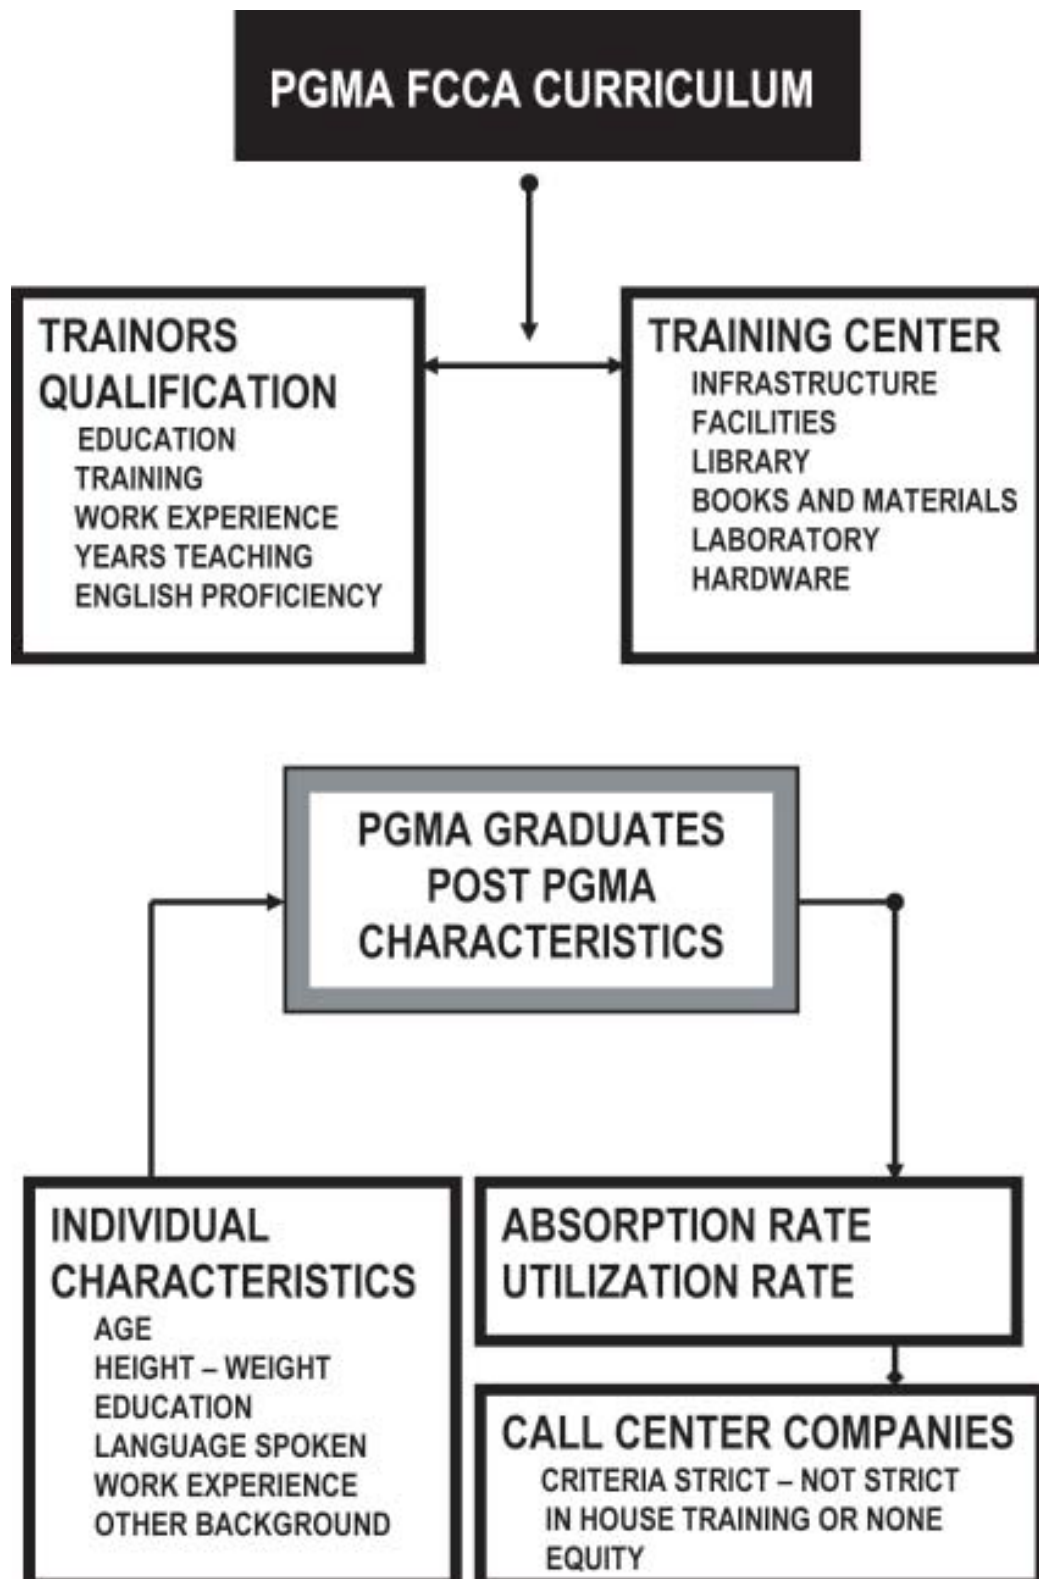 PGMA FCCA CURRICULUM
TRAINORS
QUALIFICATION
EDUCATION
TRAINING
WORK EXPERIENCE
YEARS TEACHING
ENGLISH PROFICIENCY
TRAINING CENTER
INFRASTRUCTURE
FACILITIES
LIBRARY
BOOKS AND MATERIALS
LABORATORY
HARDWARE
PGMA GRADUATES
POST PGMA
CHARACTERISTICS
INDIVIDUAL
CHARACTERISTICS
AGE
HEIGHT – WEIGHT
EDUCATION
LANGUAGE SPOKEN
WORK EXPERIENCE
OTHER BACKGROUND
ABSORPTION RATE
UTILIZATION RATE
CALL CENTER COMPANIES
CRITERIA STRICT – NOT STRICT
IN HOUSE TRAINING OR NONE
EQUITY